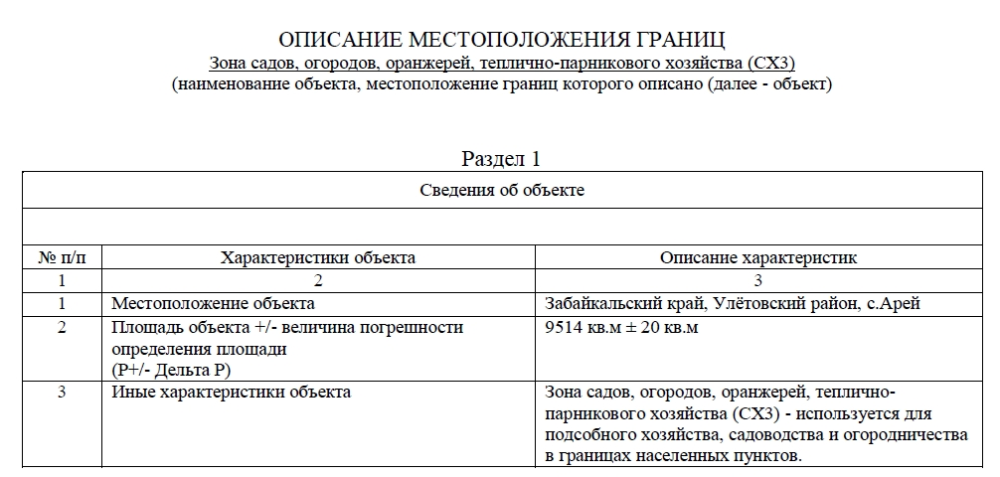 ОПИСАНИЕ МЕСТОПОЛОЖЕНИЯ ГРАНИЦ
Зона садов, огородов, оранжерей, теплично-парникового хозяйства (СХ3)
(наименование объекта, местоположение границ которого описано (далее - объект)
Раздел 1
Сведения об объекте
№ п/п Характеристики объекта Описание характеристик
1 2 3
1 Местоположение объекта Забайкальский край, Улётовский район, с.Арей
2 Площадь объекта +/- величина погрешности 9514 кв.м ± 20 кв.м
определения площади
(Р+/- Дельта Р)
3 Иные характеристики объекта Зона садов, огородов, оранжерей, теплично-
парникового хозяйства (СХ3) - используется для
подсобного хозяйства, садоводства и огородничества
в границах населенных пунктов.